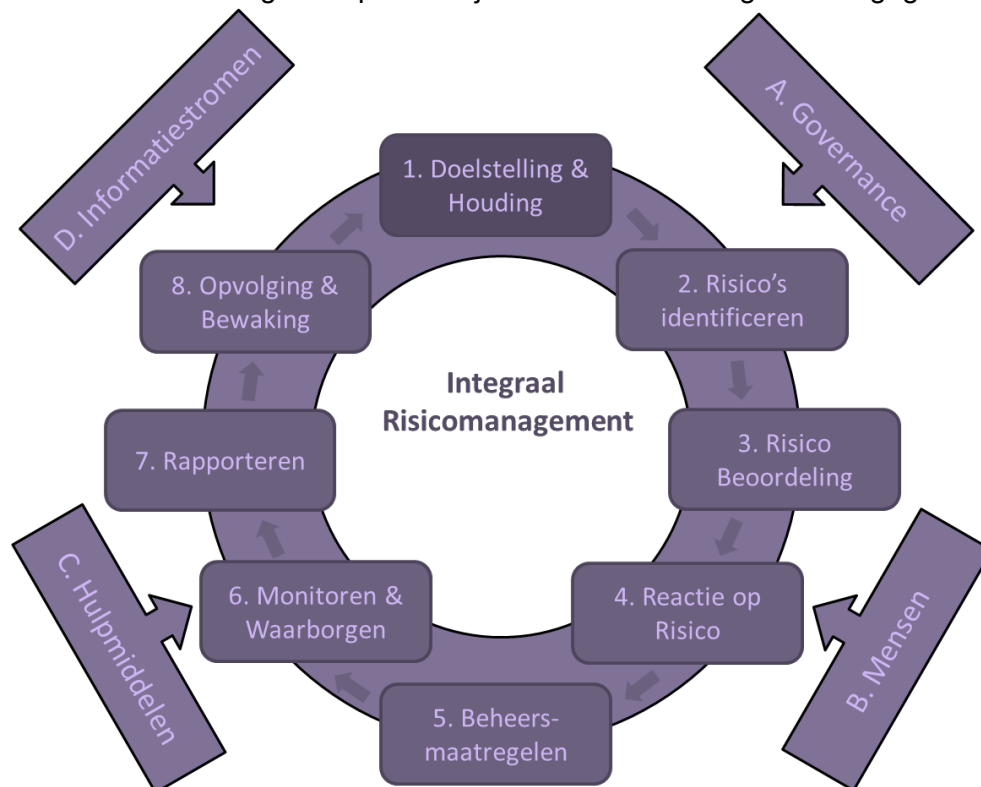 D. Informatiestromen
A. Governance
1. Doelstelling &
Houding
2. Risico’s
identificeren
3. Risico
Beoordeling
4. Reactie op
Risico
5. Beheers-
maatregelen
6. Monitoren &
Waarborgen
7. Rapporteren
8. Opvolging &
Bewaking
Integraal
Risicomanagement
C. Hulpmiddelen
B. Mensen